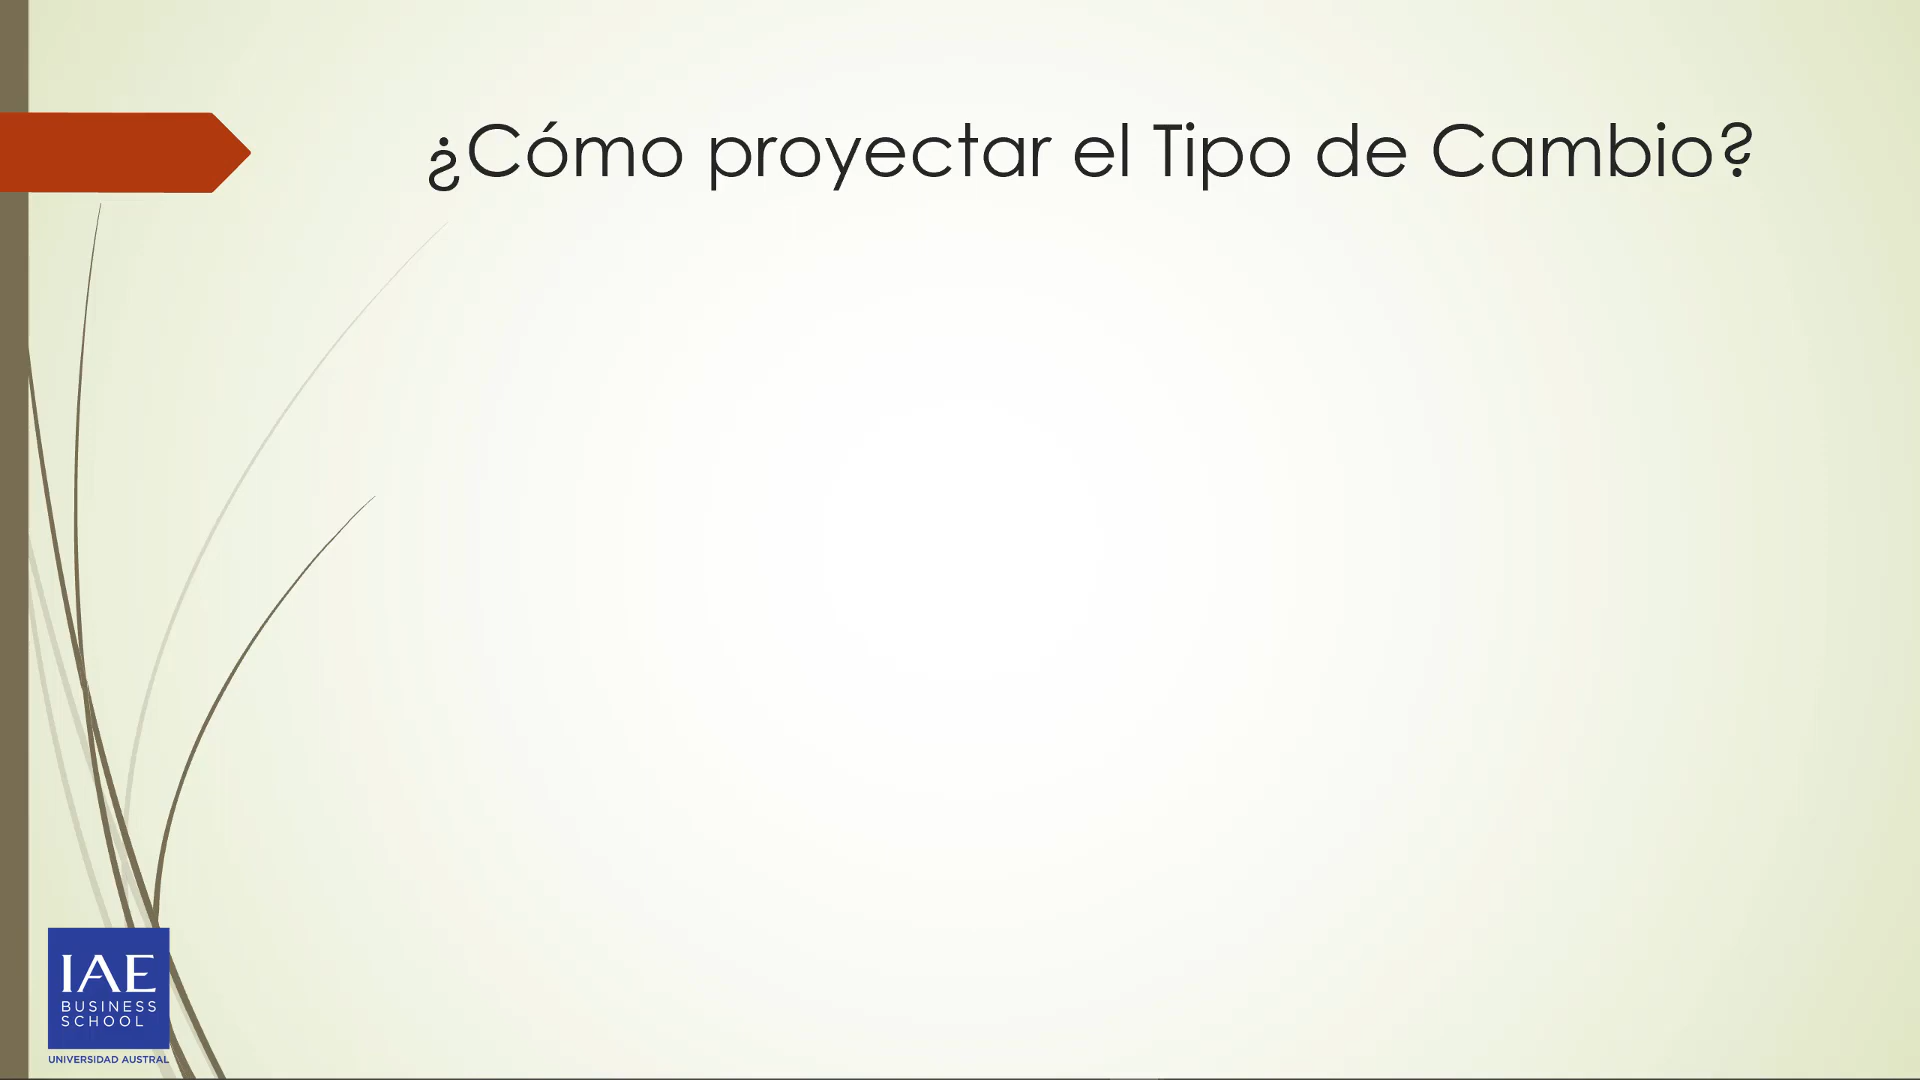 ¿Cómo proyectar el Tipo de Cambio?
IAE
BUSINESS
SCHOOL
UNIVERSIDAD AUSTRAL